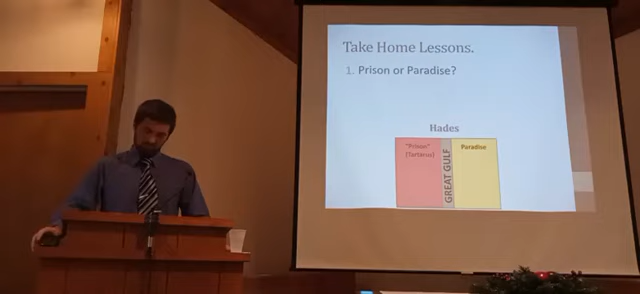 Take Home Lessons.
1. Prison or Paradise?
Hades
"Prison"
(Tartarus)
GREAT GULF
Paradise